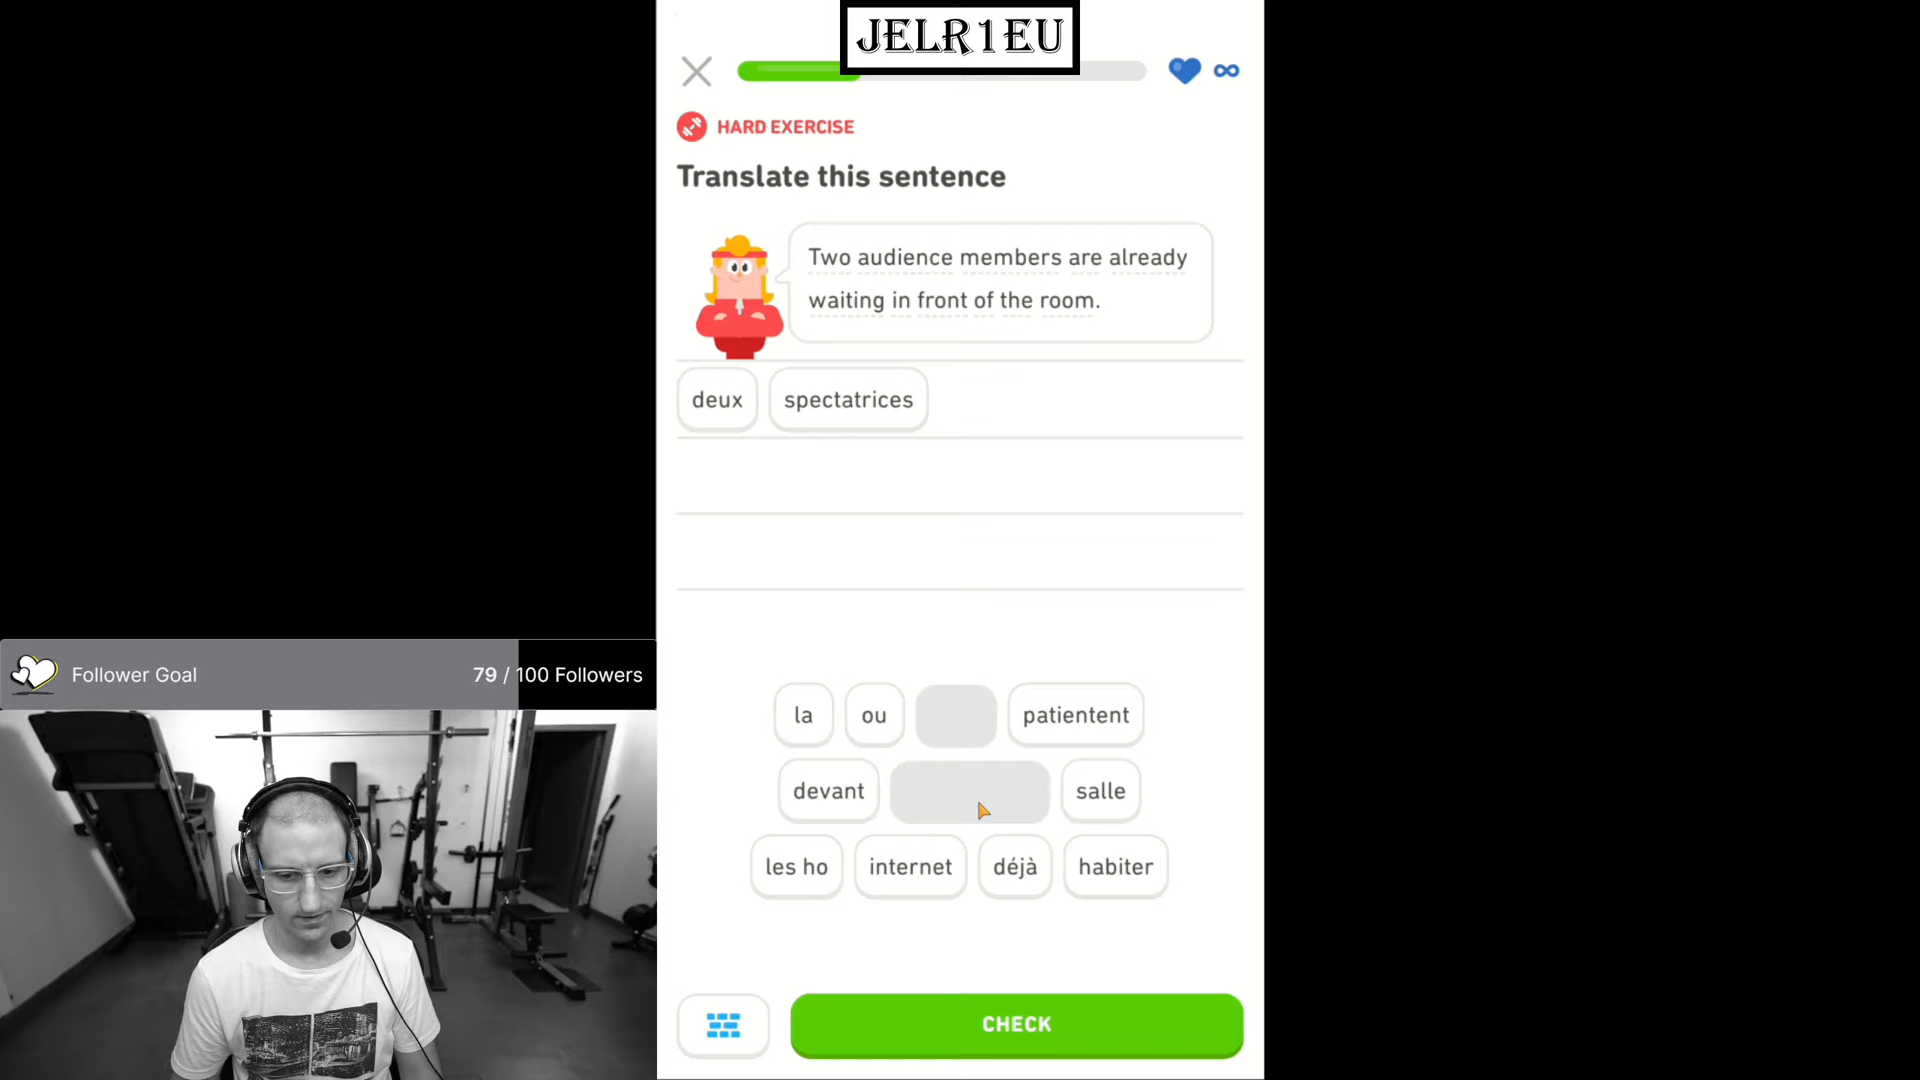 JELR1EU
HARD EXERCISE
Translate this sentence
Two audience members are already
waiting in front of the room.
deux spectatrices
la ou patientent
devant salle
les ho internet déjà habiter
CHECK
Follower Goal 79 / 100 Followers